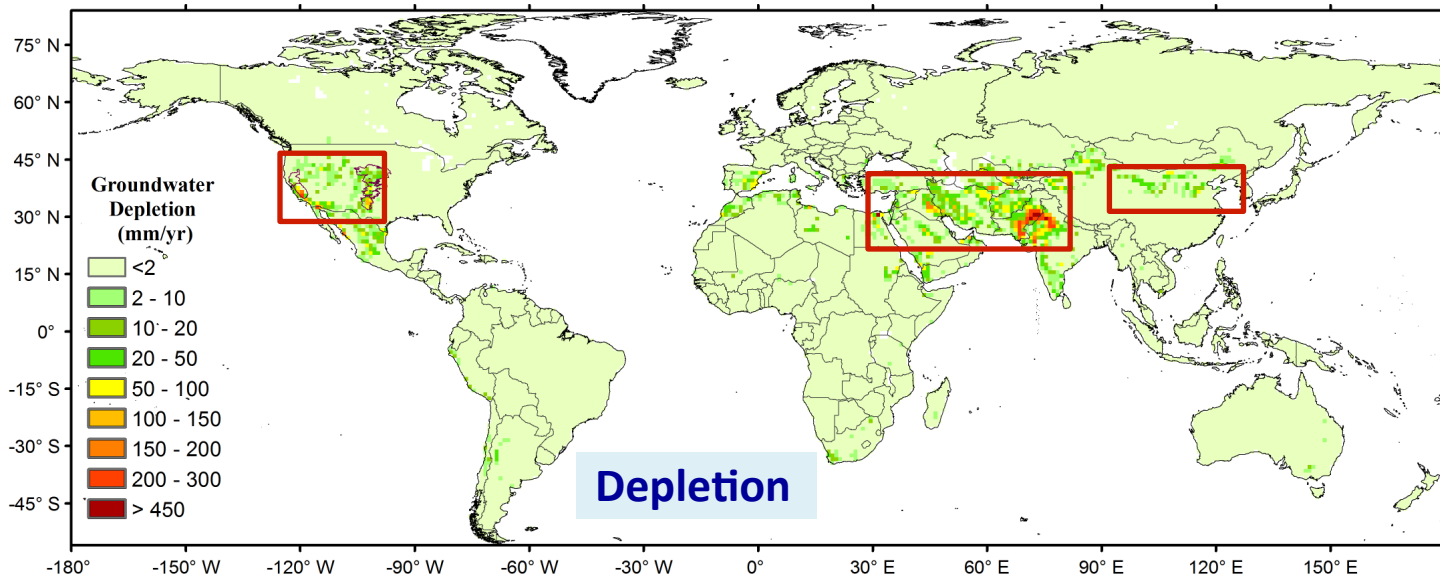 75° N
60° N
45° N
30° N
15° N
0°
-15° S
-30° S
-45° S
Groundwater
Depletion
(mm/yr)
<2
2 - 10
10 - 20
20 - 50
50 - 100
100 - 150
150 - 200
200 - 300
> 450
Depletion
-180° -150° W -120° W -90° W -60° W -30° W 0° 30° E 60° E 90° E 120° E 150° E